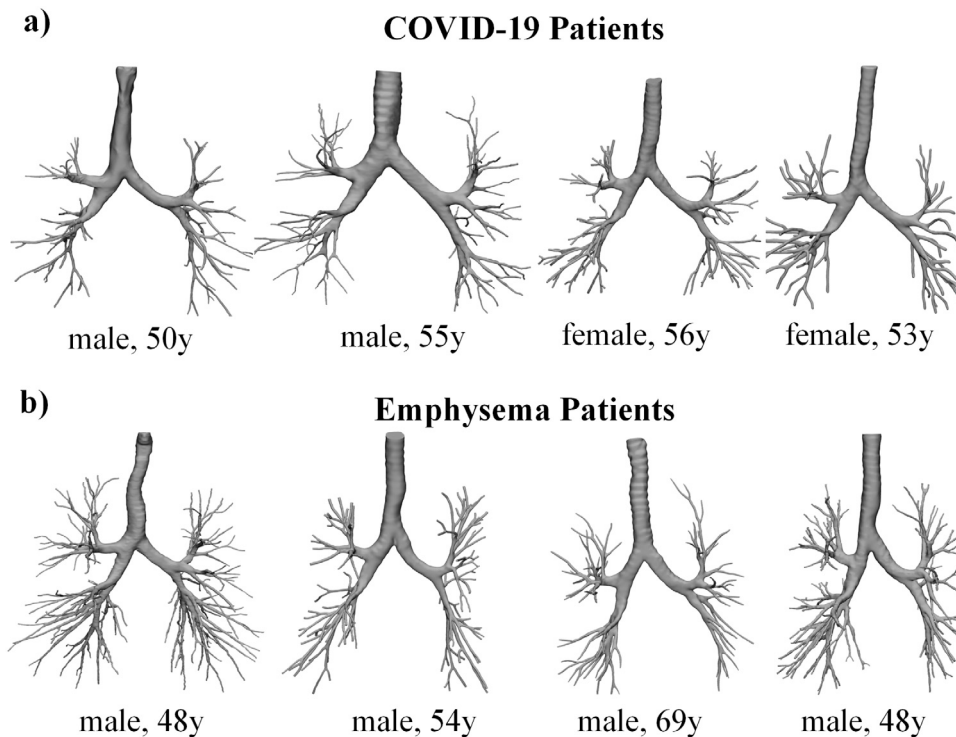 a)
COVID-19 Patients
male, 50y
male, 55y
female, 56y
female, 53y
b)
Emphysema Patients
male, 48y
male, 54y
male, 69y
male, 48y